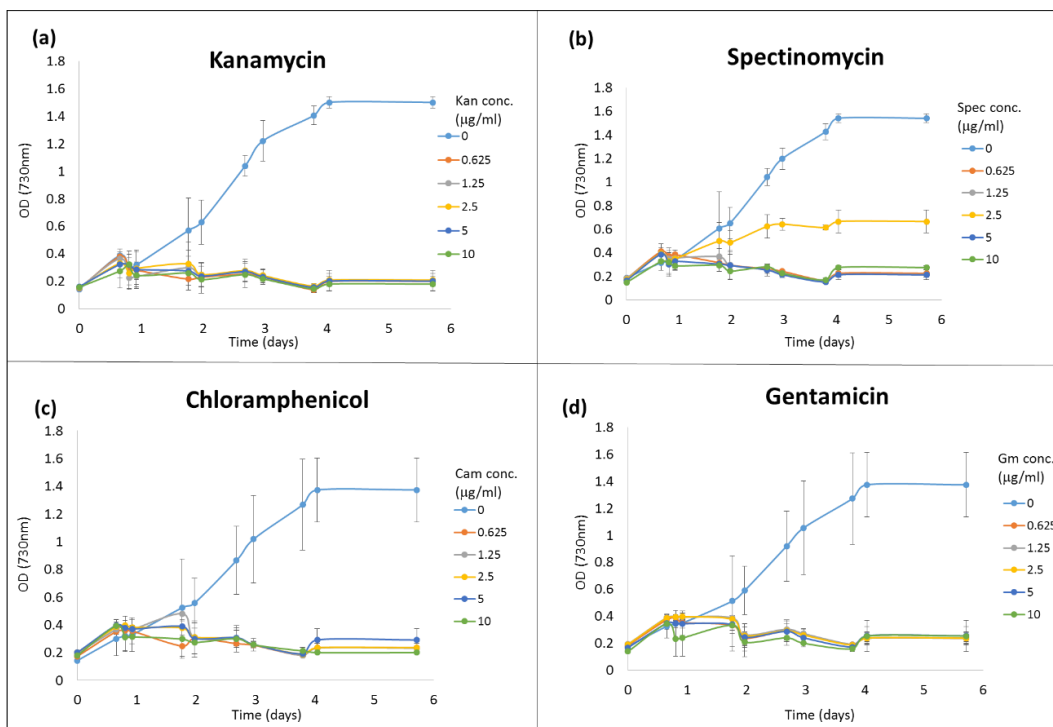 (a)
Kanamycin
1.8
1.6
1.4
1.2
1
0.8
0.6
0.4
0.2
0
OD (730nm)
0 1 2 3 4 5 6
Time (days)
Kan conc.
(µg/ml)
0
0.625
1.25
2.5
5
10
(b)
Spectinomycin
1.8
1.6
1.4
1.2
1
0.8
0.6
0.4
0.2
0
OD (730nm)
0 1 2 3 4 5 6
Time (days)
Spec conc.
(µg/ml)
0
0.625
1.25
2.5
5
10
(c)
Chloramphenicol
1.8
1.6
1.4
1.2
1
0.8
0.6
0.4
0.2
0
OD (730nm)
0 1 2 3 4 5 6
Time (days)
Cam conc.
(µg/ml)
0
0.625
1.25
2.5
5
10
(d)
Gentamicin
1.8
1.6
1.4
1.2
1
0.8
0.6
0.4
0.2
0
OD (730nm)
0 1 2 3 4 5 6
Time (days)
Gm conc.
(µg/ml)
0
0.625
1.25
2.5
5
10